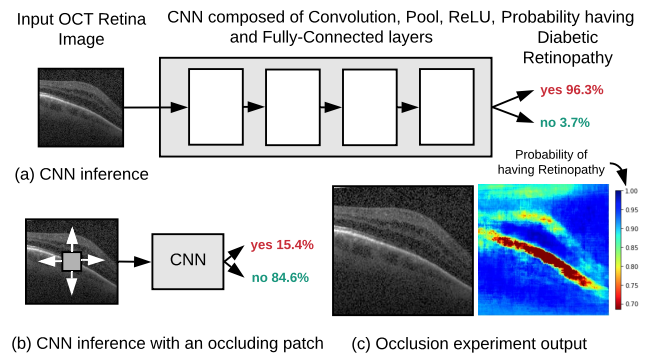 Input OCT Retina
Image
CNN composed of Convolution, Pool, ReLU,
and Fully-Connected layers
Probability having
Diabetic
Retinopathy
yes 96.3%
no 3.7%
(a) CNN inference
Probability of
having Retinopathy
yes 15.4%
CNN
no 84.6%
1.00
0.95
0.90
0.85
0.80
0.75
0.70
(b) CNN inference with an occluding patch
(c) Occlusion experiment output